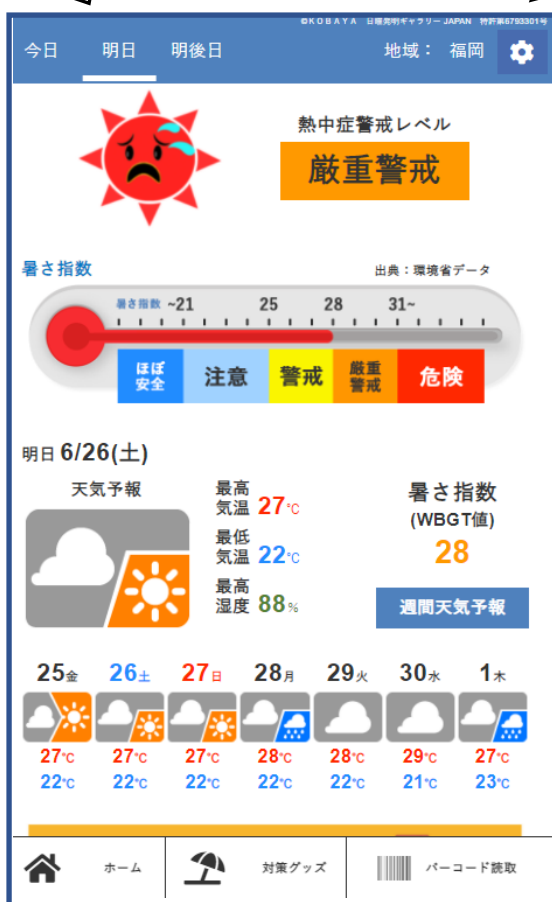 ©KOBAYA 日曜発明ギャラリー JAPAN 特許第6793301号
今日 明日 明後日 地域： 福岡
熱中症警戒レベル
厳重警戒
暑さ指数 出典：環境省データ
暑さ指数 ~21 25 28 31~
ほぼ安全 注意 警戒 厳重警戒 危険
明日 6/26(土)
天気予報
最高気温 27℃
最低気温 22℃
最高湿度 88%
暑さ指数
(WBGT値)
28
週間天気予報
25金 26土 27日 28月 29火 30水 1木
27℃ 27℃ 27℃ 28℃ 28℃ 29℃ 27℃
22℃ 22℃ 22℃ 22℃ 22℃ 21℃ 23℃
ホーム 対策グッズ バーコード読取